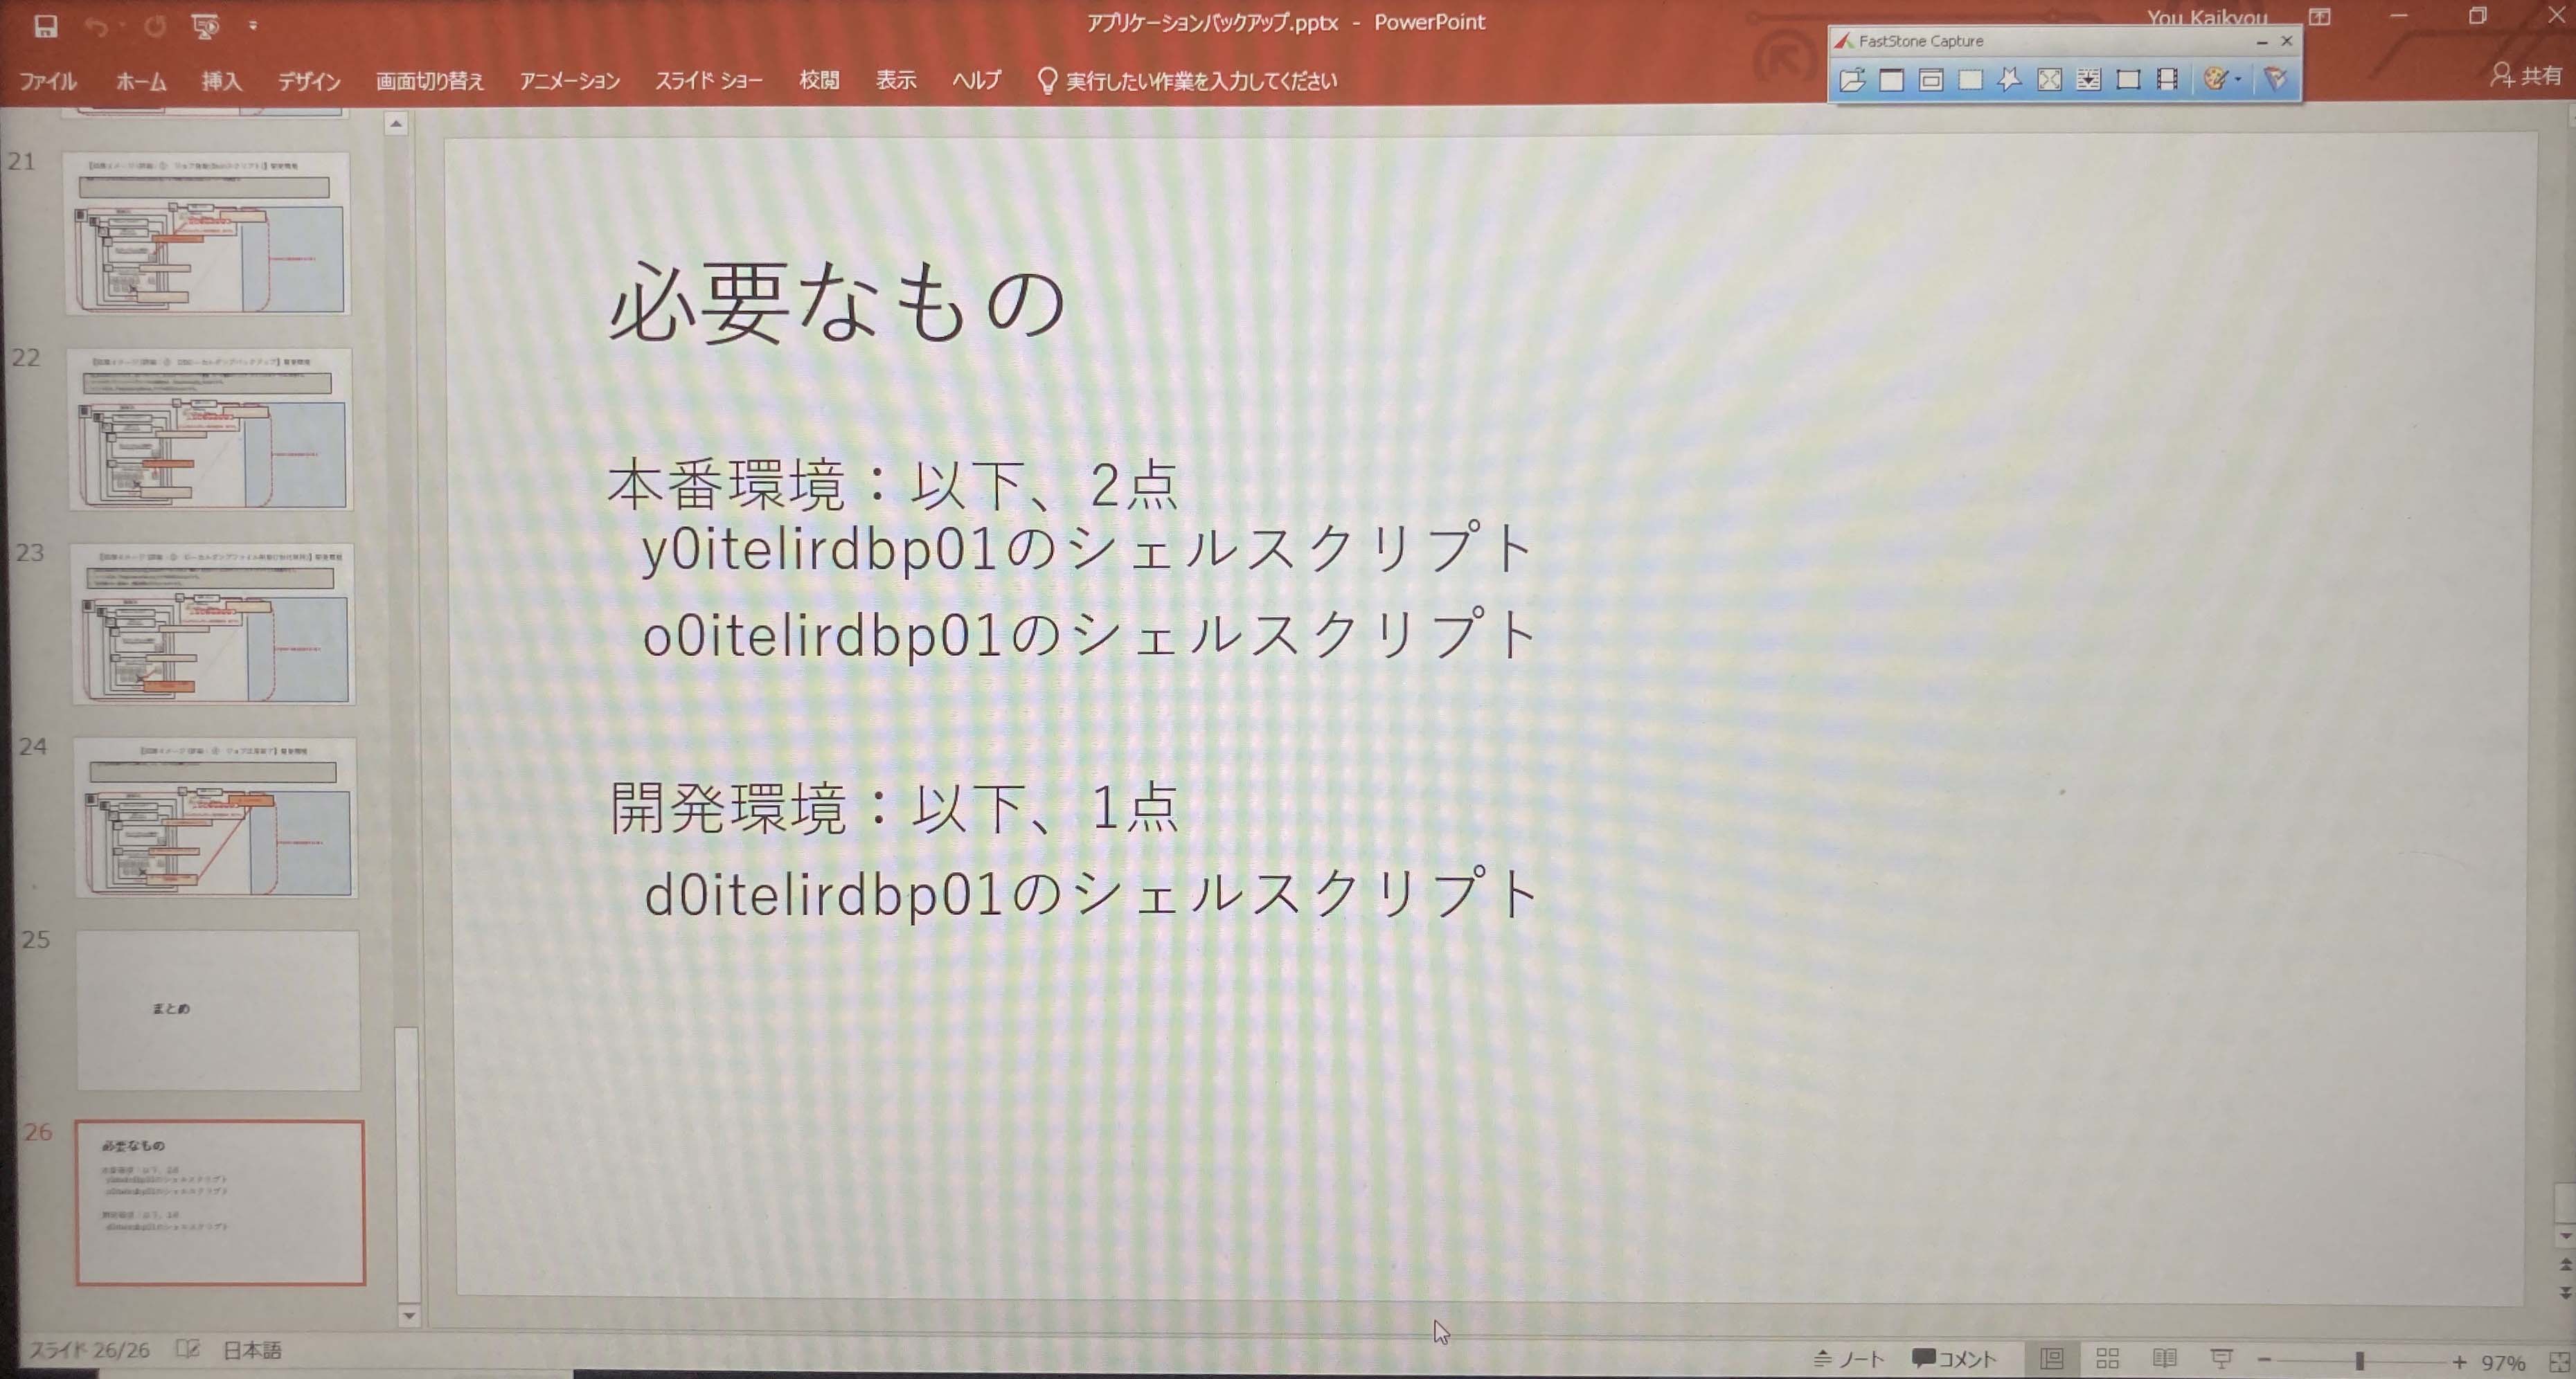 アプリケーションバックアップ.pptx - PowerPoint
You Kaikyou
FastStone Capture
ファイル ホーム 挿入 デザイン 画面切り替え アニメーション スライド ショー 校閲 表示 ヘルプ 実行したい作業を入力してください
共有
21
22
23
24
25
まとめ
26
必要なもの
必要なもの
本番環境：以下、2点
y0itelirdbp01のシェルスクリプト
o0itelirdbp01のシェルスクリプト
開発環境：以下、1点
d0itelirdbp01のシェルスクリプト
スライド 26/26 日本語
ノート コメント 97%